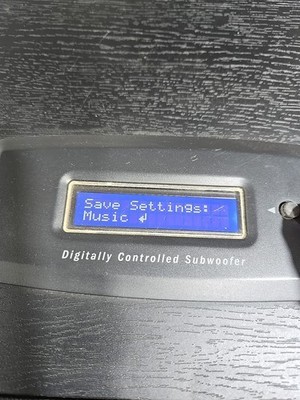 Save Settings:
Music ↲
Digitally Controlled Subwoofer